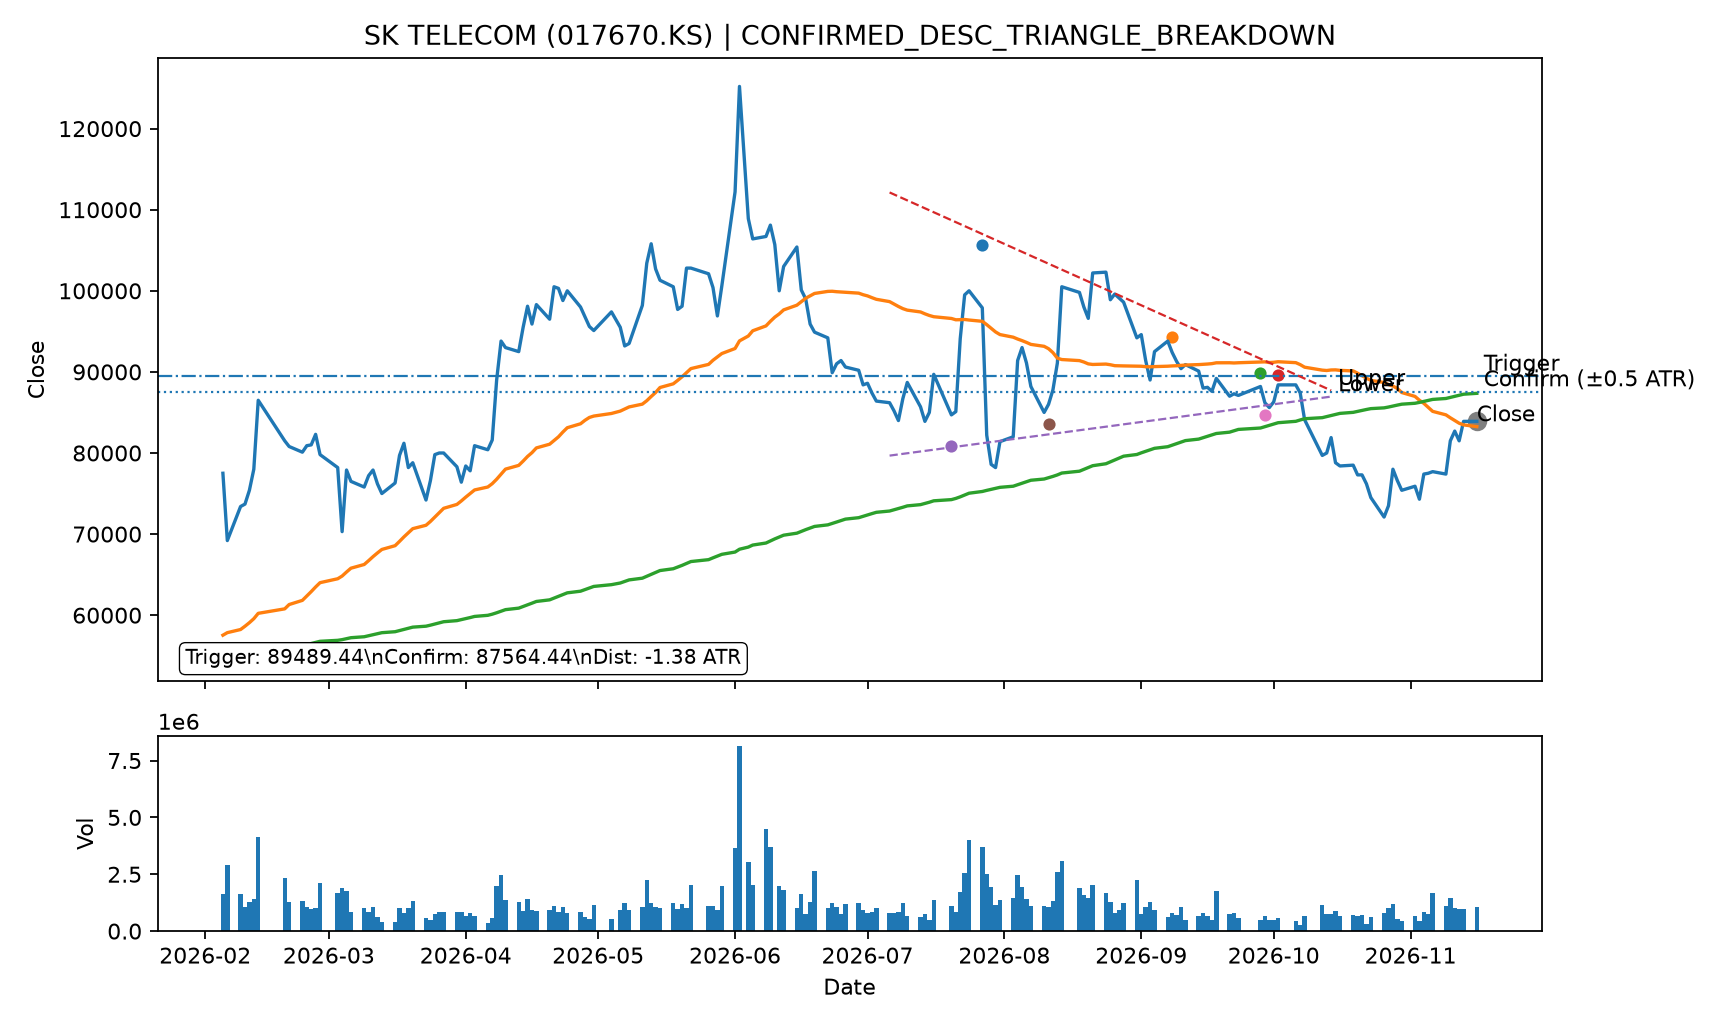 SK TELECOM (017670.KS) | CONFIRMED_DESC_TRIANGLE_BREAKDOWN
Close
120000
110000
100000
90000
80000
70000
60000
Trigger
Upper
Lower
Confirm (±0.5 ATR)
Close
Trigger: 89489.44\nConfirm: 87564.44\nDist: -1.38 ATR
1e6
Vol
7.5
5.0
2.5
0.0
2026-02 2026-03 2026-04 2026-05 2026-06 2026-07 2026-08 2026-09 2026-10 2026-11
Date